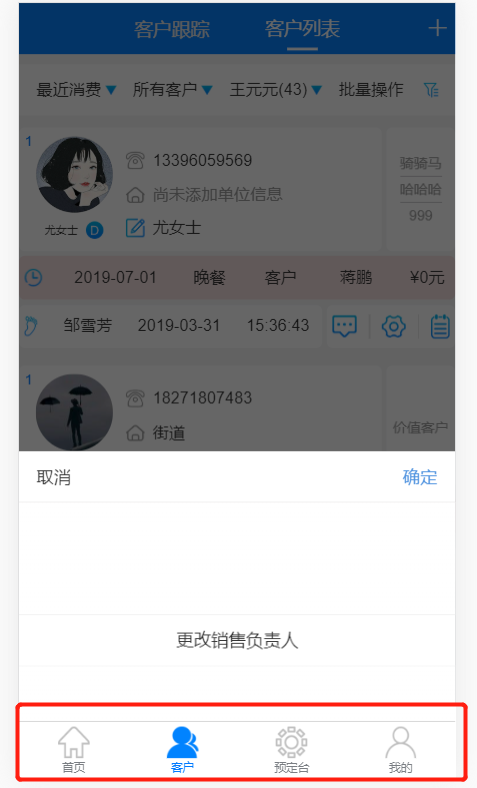 客户跟踪 客户列表 +
最近消费▼ 所有客户▼ 王元元(43)▼ 批量操作
1
13396059569
尚未添加单位信息
尤女士 D
尤女士
骑骑马
哈哈哈
999
2019-07-01 晚餐 客户 蒋鹏 ¥0元
邹雪芳 2019-03-31 15:36:43
1
18271807483
街道
价值客户
取消 确定
更改销售负责人
首页 客户 预定台 我的